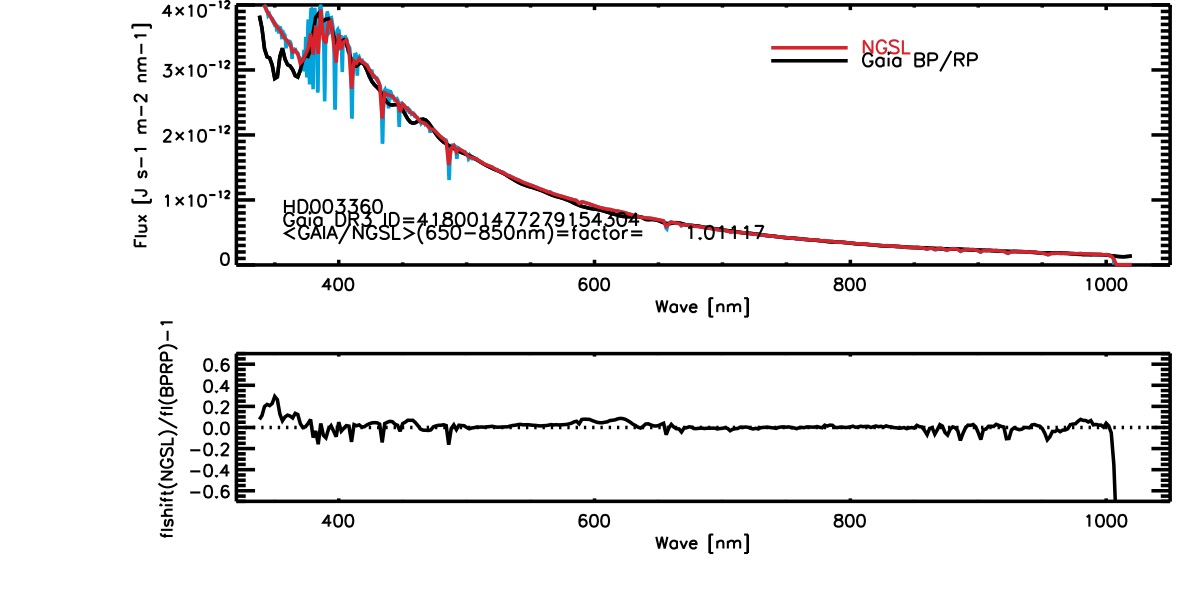 4×10⁻¹²
3×10⁻¹²
2×10⁻¹²
1×10⁻¹²
0
Flux [J s−1 m−2 nm−1]
NGSL
Gaia BP/RP
HD003360
Gaia DR3 ID=418001477279154304
<GAIA/NGSL>(650−850nm)=factor= 1.01117
400 600 800 1000
Wave [nm]
0.6
0.4
0.2
0.0
−0.2
−0.4
−0.6
flshift(NGSL)/fl(BPRP)−1
400 600 800 1000
Wave [nm]